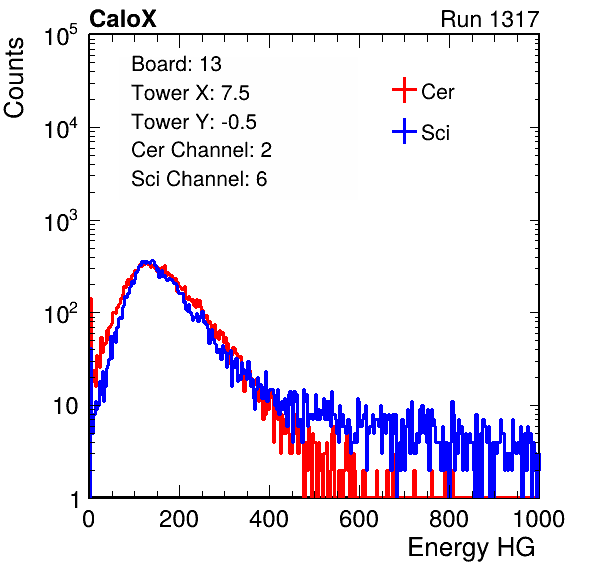 CaloX Run 1317
Counts
10^5
10^4
10^3
10^2
10
1
Board: 13
Tower X: 7.5
Tower Y: -0.5
Cer Channel: 2
Sci Channel: 6
Cer
Sci
0 200 400 600 800 1000
Energy HG